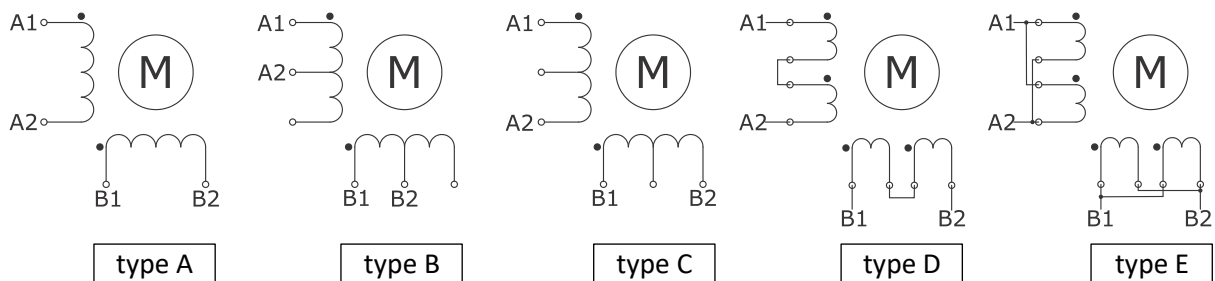 A1 A1 A1 A1 A1
M M M M M
A2
A2 A2 A2 A2
B1 B2 B1 B2 B1 B2
B1 B2 B1 B2
type A type B type C type D type E